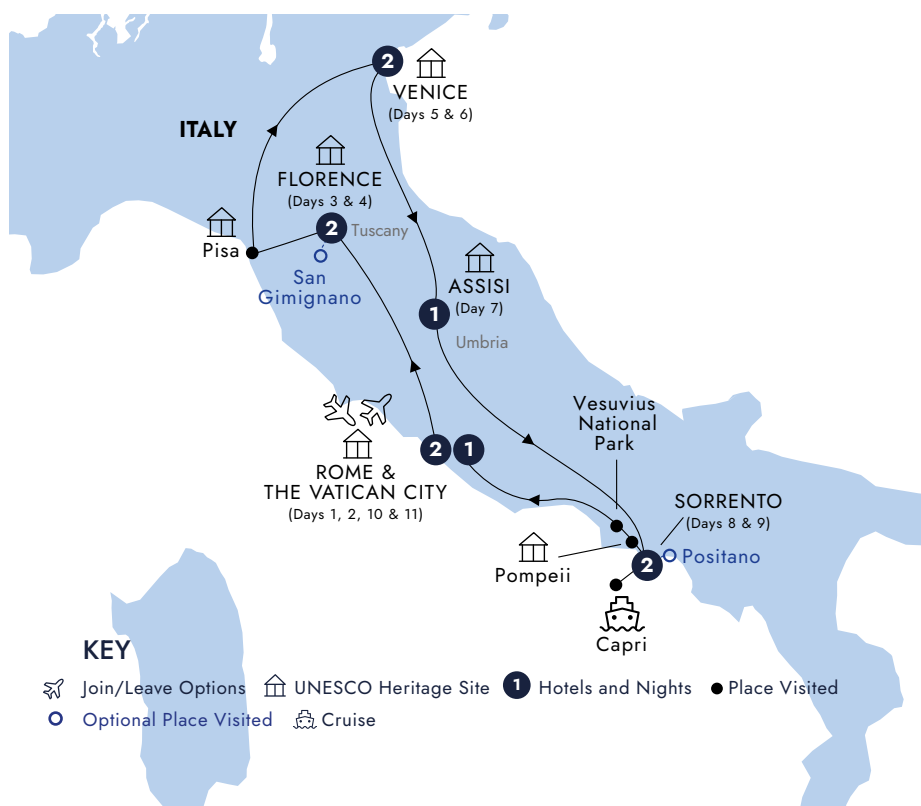 2
VENICE
(Days 5 & 6)
ITALY
FLORENCE
(Days 3 & 4)
2
Tuscany
Pisa
San
Gimignano
ASSISI
(Day 7)
1
Umbria
Vesuvius
National
Park
2
1
ROME &
THE VATICAN CITY
(Days 1, 2, 10 & 11)
SORRENTO
(Days 8 & 9)
Pompeii
2
Positano
Capri
KEY
Join/Leave Options
UNESCO Heritage Site
1
Hotels and Nights
Place Visited
Optional Place Visited
Cruise